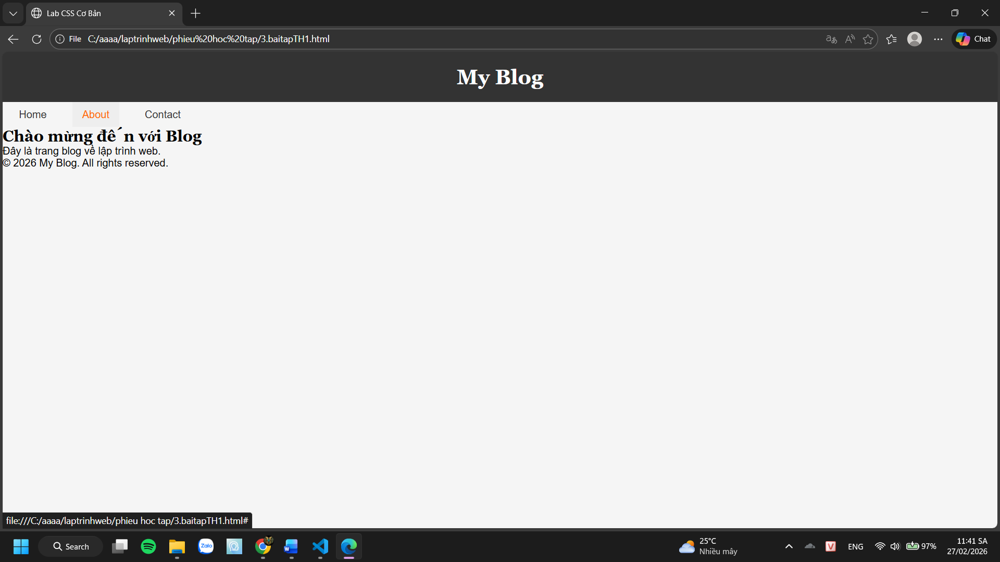 Lab CSS Cơ Bản
File C:/aaaa/laptrinhweb/phieu%20hoc%20tap/3.baitapTH1.html
Chat
My Blog
Home About Contact
Chào mừng đến với Blog
Đây là trang blog về lập trình web.
© 2026 My Blog. All rights reserved.
file:///C:/aaaa/laptrinhweb/phieu hoc tap/3.baitapTH1.html#
Search
Zalo
25°C
Nhiều mây
V
ENG
97%
11:41 SA
27/02/2026